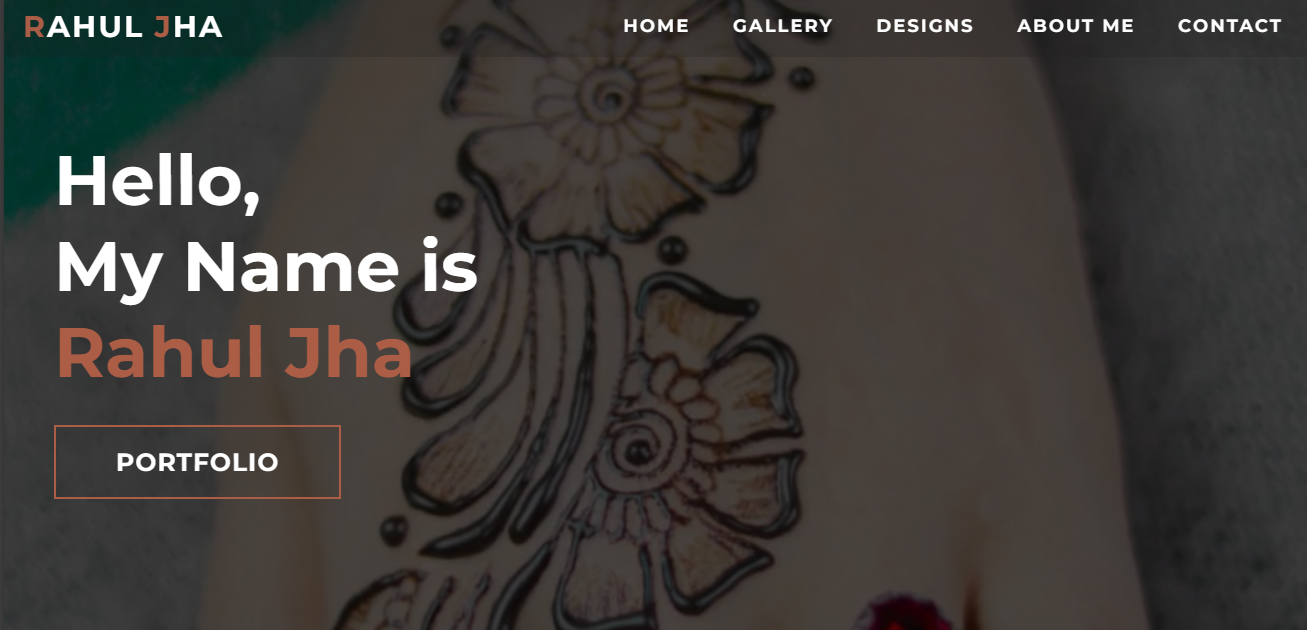 RAHUL JHA
HOME GALLERY DESIGNS ABOUT ME CONTACT
Hello,
My Name is
Rahul Jha
PORTFOLIO